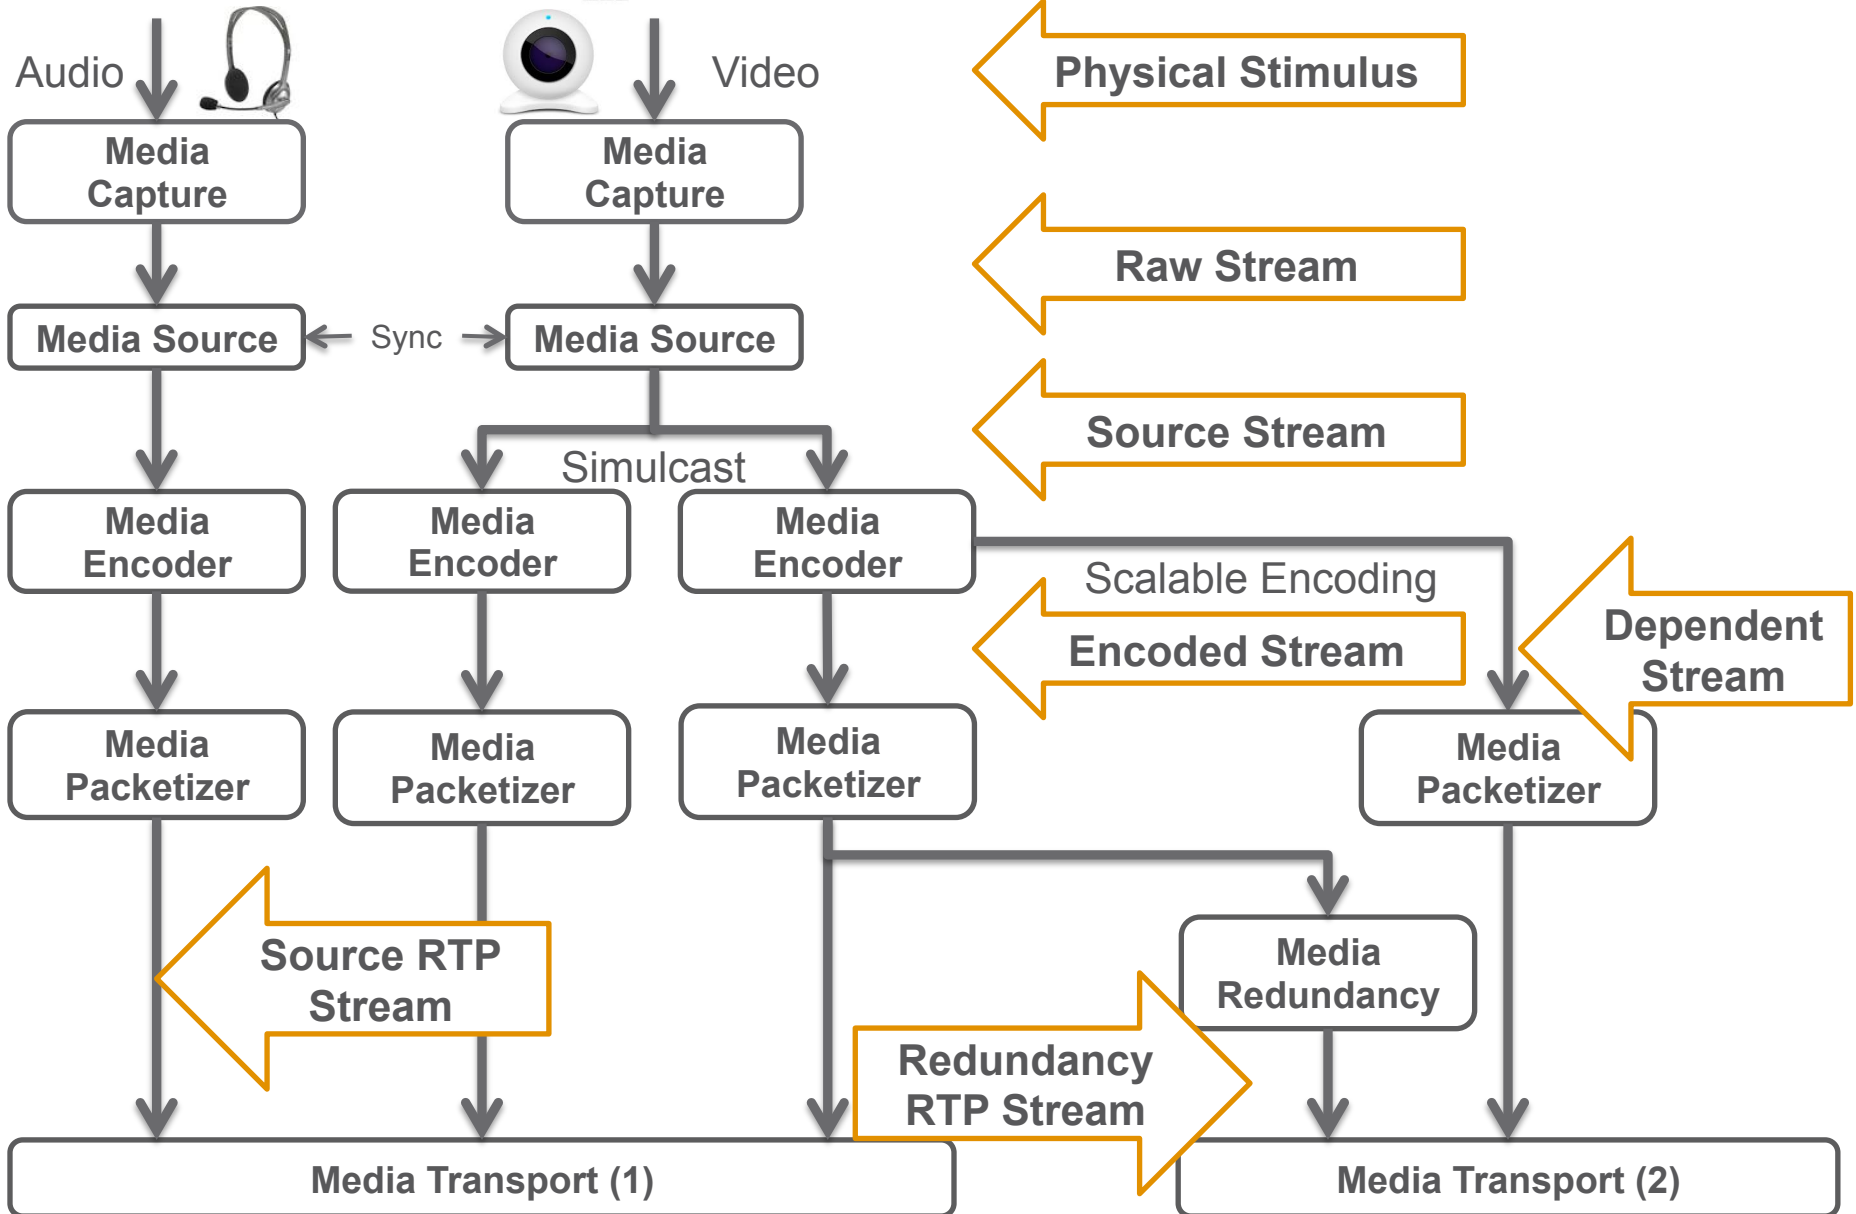 Audio
Video
Physical Stimulus
Media
Capture
Media
Capture
Raw Stream
Media Source
Sync
Media Source
Source Stream
Simulcast
Media
Encoder
Media
Encoder
Media
Encoder
Scalable Encoding
Encoded Stream
Dependent
Stream
Media
Packetizer
Media
Packetizer
Media
Packetizer
Media
Packetizer
Source RTP
Stream
Media
Redundancy
Redundancy
RTP Stream
Media Transport (1)
Media Transport (2)